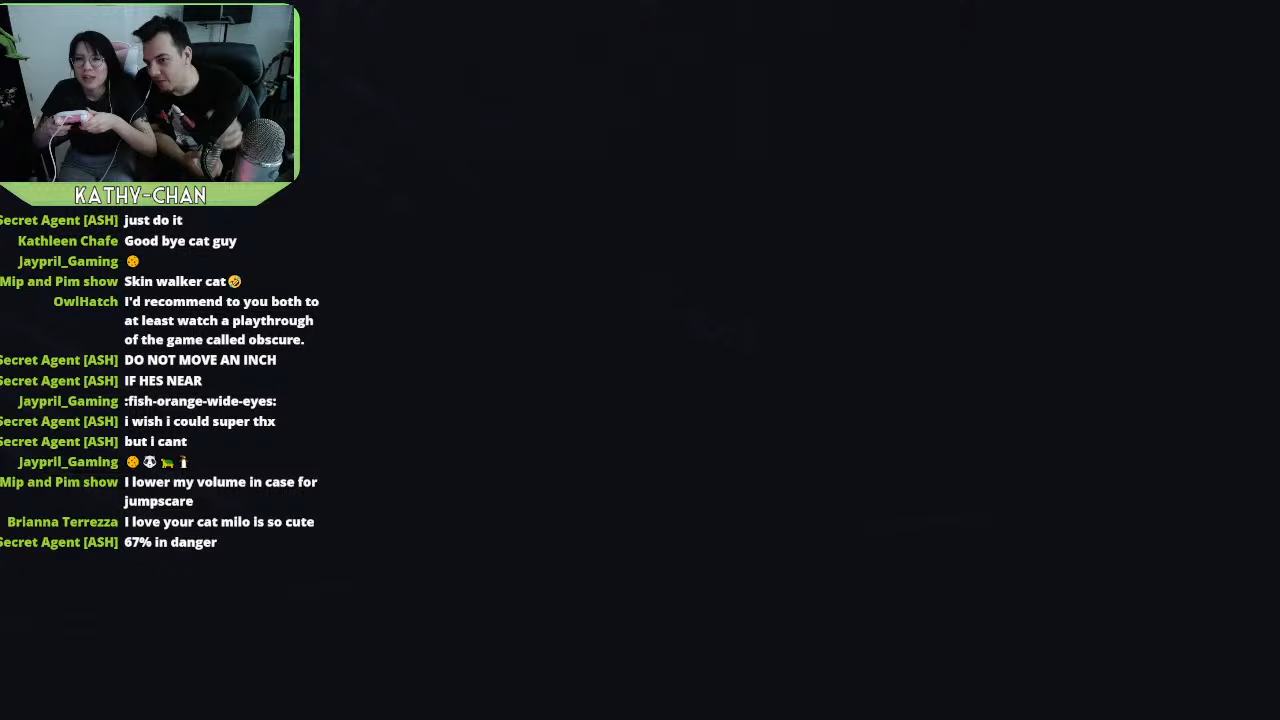 KATHY-CHAN
Secret Agent [ASH] just do it
Kathleen Chafe Good bye cat guy
Jaypril_Gaming 🍪
Mip and Pim show Skin walker cat🤣
OwlHatch I'd recommend to you both to
at least watch a playthrough
of the game called obscure.
Secret Agent [ASH] DO NOT MOVE AN INCH
Secret Agent [ASH] IF HES NEAR
Jaypril_Gaming :fish-orange-wide-eyes:
Secret Agent [ASH] i wish i could super thx
Secret Agent [ASH] but i cant
Jaypril_Gaming 🍪🐼🐢🐧
Mip and Pim show I lower my volume in case for
jumpscare
Brianna Terrezza I love your cat milo is so cute
Secret Agent [ASH] 67% in danger